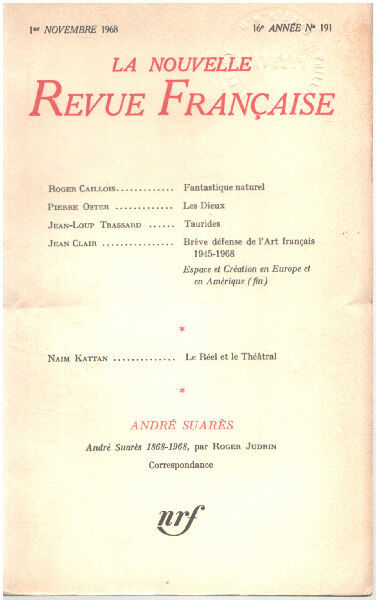 1er NOVEMBRE 1968 16e ANNÉE No 191
LA NOUVELLE
REVUE FRANÇAISE
ROGER CAILLOIS............. Fantastique naturel
PIERRE OSTER ............. Les Dieux
JEAN-LOUP TRASSARD ...... Taurides
JEAN CLAIR ................ Brève défense de l'Art français
1945-1968
Espace et Création en Europe et
en Amérique (fin)
*
NAIM KATTAN .............. Le Réel et le Théâtral
*
ANDRÉ SUARÈS
André Suarès 1868-1968, par ROGER JUDRIN
Correspondance
nrf